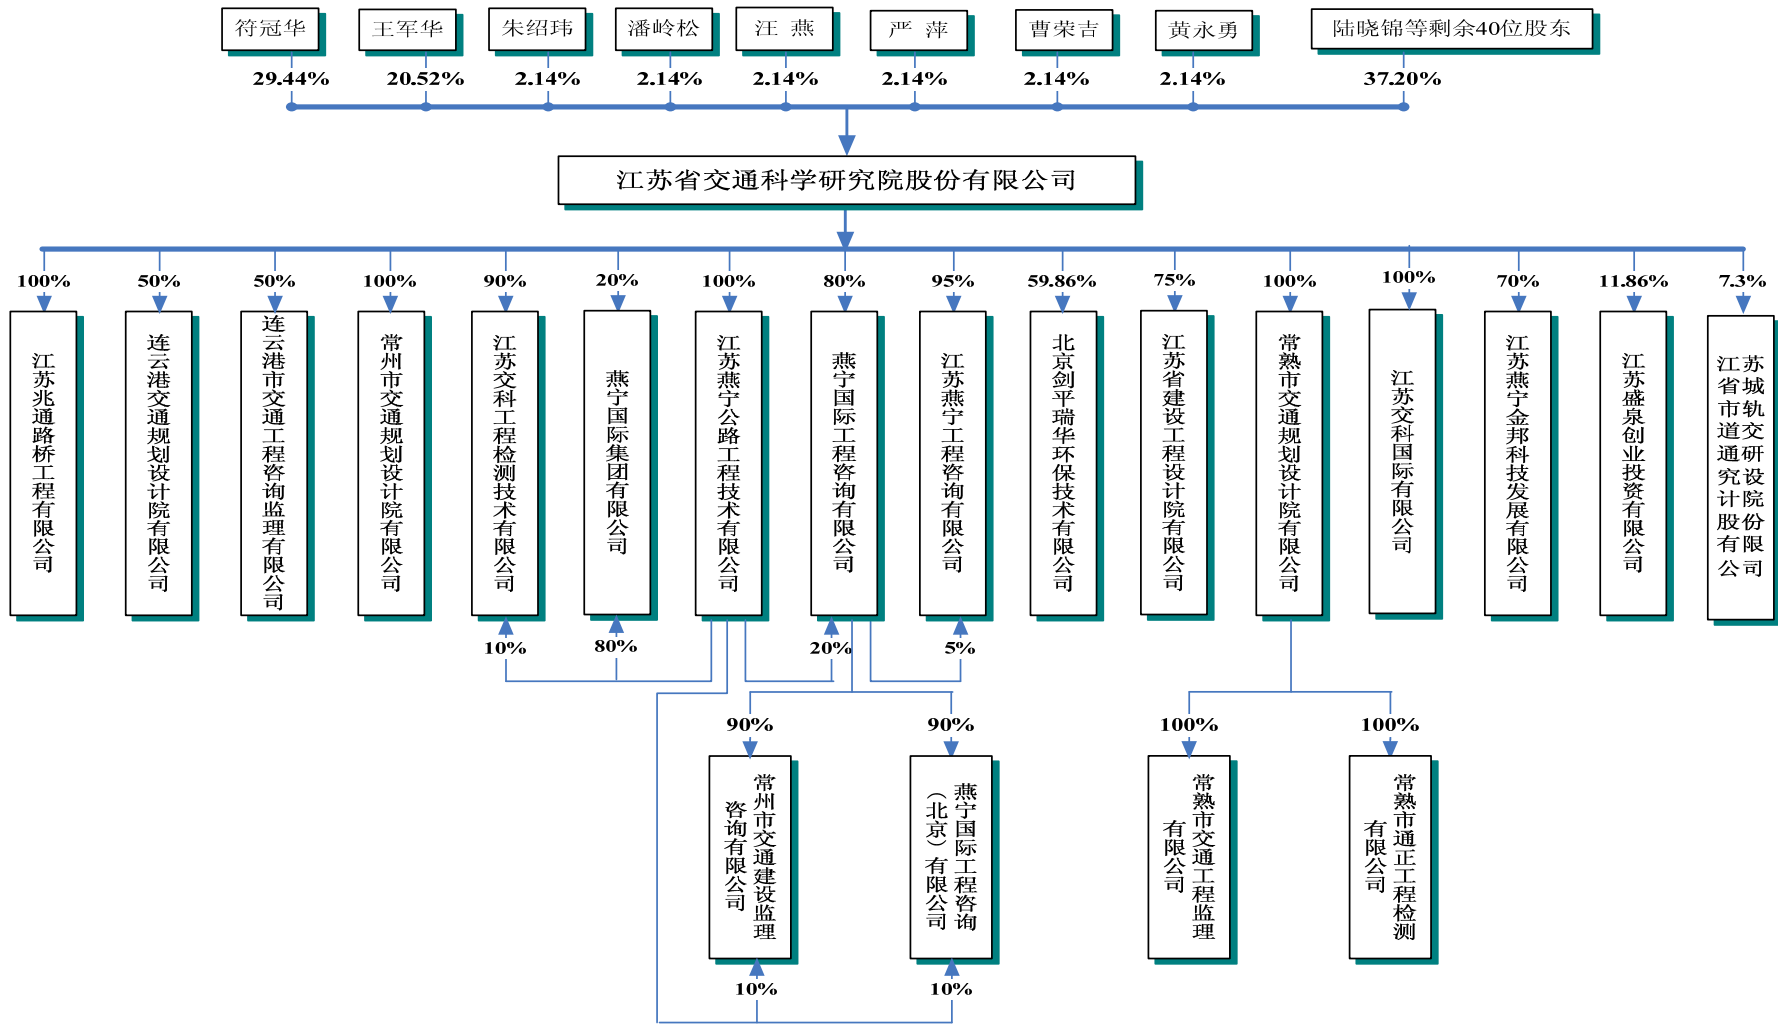 符冠华
王军华
朱绍玮
潘岭松
汪 燕
严 萍
曹荣吉
黄永勇
陆晓锦等剩余40位股东
29.44%
20.52%
2.14%
2.14%
2.14%
2.14%
2.14%
2.14%
37.20%
江苏省交通科学研究院股份有限公司
100%
50%
50%
100%
90%
20%
100%
80%
95%
59.86%
75%
100%
100%
70%
11.86%
7.3%
江苏兆通路桥工程有限公司
连云港交通规划设计院有限公司
连云港市交通工程咨询监理有限公司
常州市交通规划设计院有限公司
江苏交科工程检测技术有限公司
燕宁国际集团有限公司
江苏燕宁公路工程技术有限公司
燕宁国际工程咨询有限公司
江苏燕宁工程咨询有限公司
北京剑平瑞华环保技术有限公司
江苏省建设工程设计院有限公司
常熟市交通规划设计院有限公司
江苏交科国际有限公司
江苏燕宁金邦科技发展有限公司
江苏盛泉创业投资有限公司
江苏
省城
市轨
道交
通研
究设
计院
股份
有限
公司
10%
80%
20%
5%
90%
90%
100%
100%
常州市交通建设监理
咨询有限公司
燕宁国际工程咨询
（北京）有限公司
常熟市交通工程监理
有限公司
常熟市通正工程检测
有限公司
10%
10%